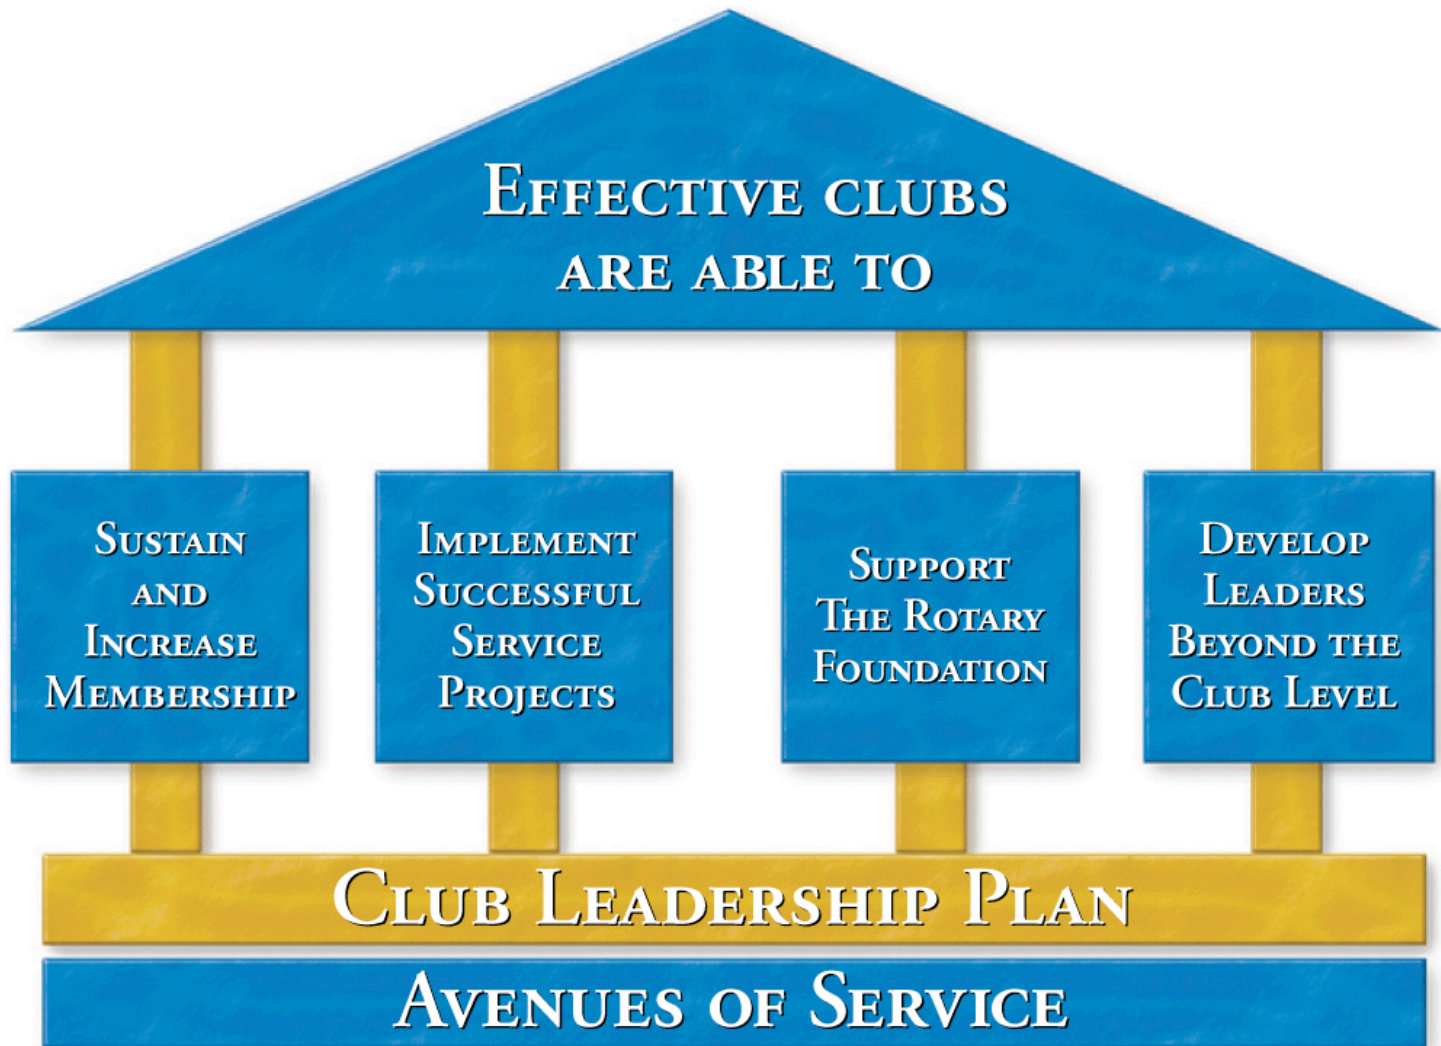 Effective clubs
are able to
Sustain
and
Increase
Membership
Implement
Successful
Service
Projects
Support
The Rotary
Foundation
Develop
Leaders
Beyond the
Club Level
Club Leadership Plan
Avenues of Service